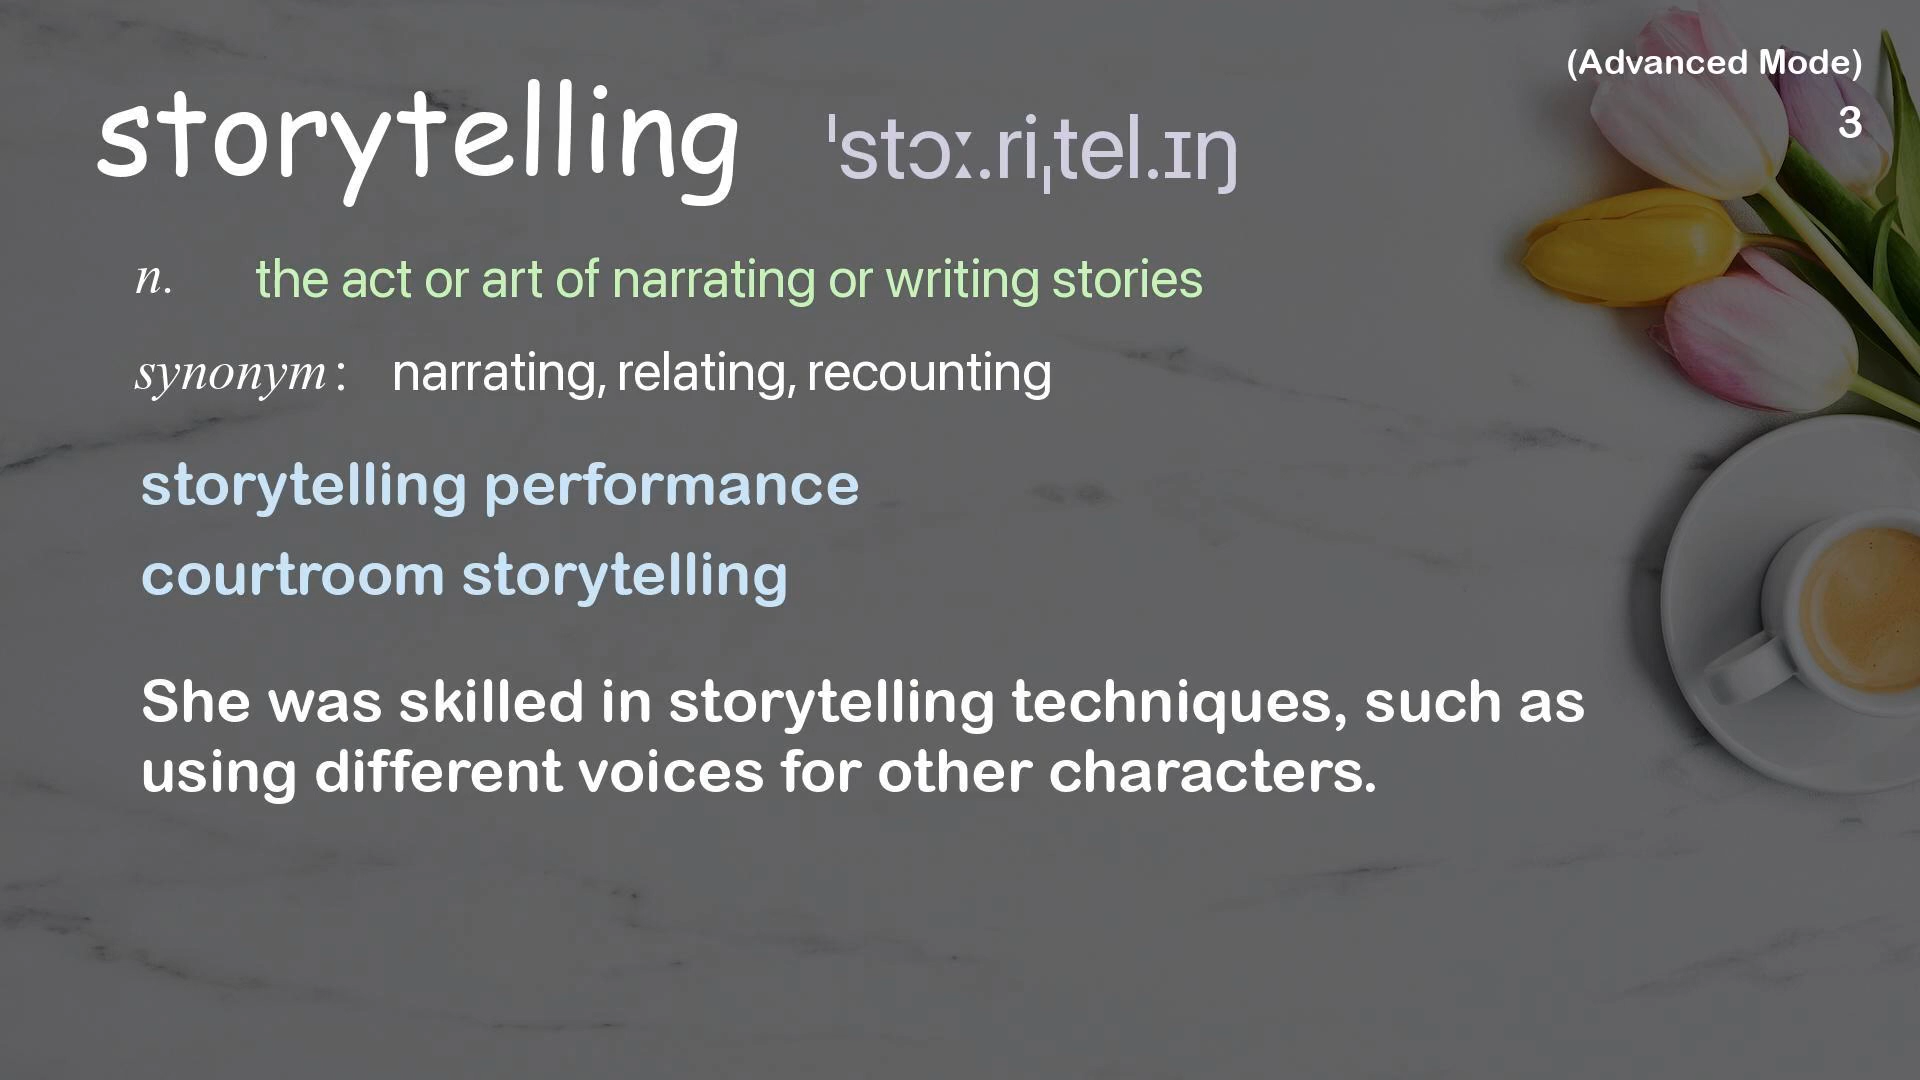 (Advanced Mode)
3
storytelling ˈstɔː.riˌtel.ɪŋ
n. the act or art of narrating or writing stories
synonym : narrating, relating, recounting
storytelling performance
courtroom storytelling
She was skilled in storytelling techniques, such as
using different voices for other characters.